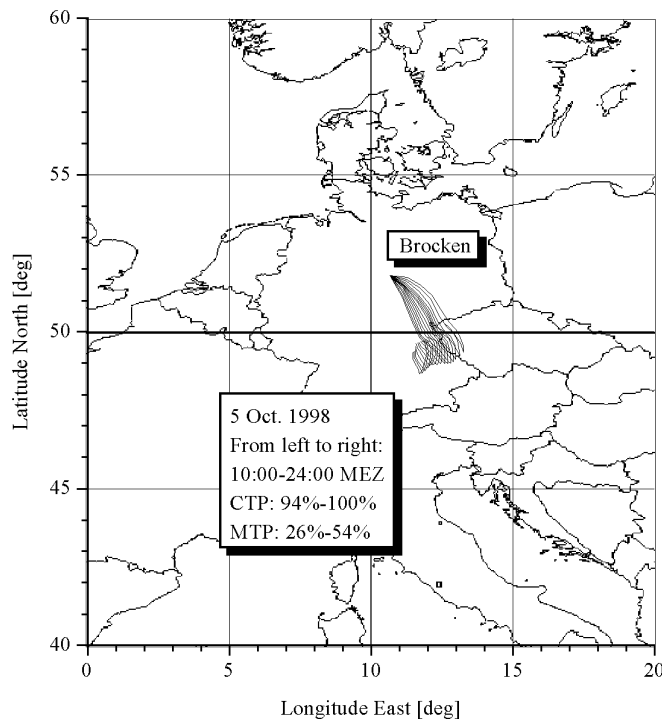 60
55
50
45
40
Latitude North [deg]
Brocken
5 Oct. 1998
From left to right:
10:00-24:00 MEZ
CTP: 94%-100%
MTP: 26%-54%
0 5 10 15 20
Longitude East [deg]